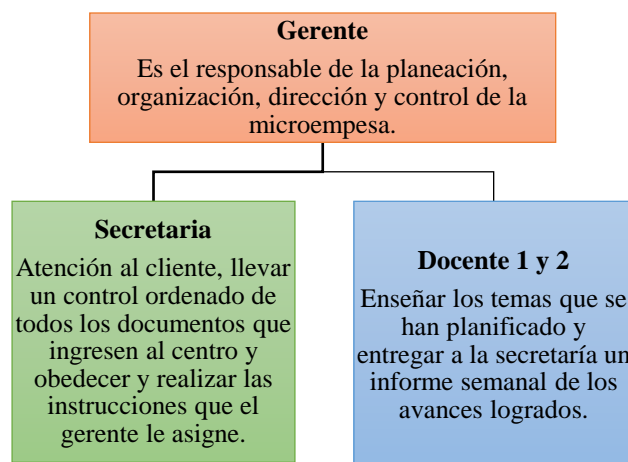 Gerente
Es el responsable de la planeación,
organización, dirección y control de la
microempesa.
Secretaria
Atención al cliente, llevar
un control ordenado de
todos los documentos que
ingresen al centro y
obedecer y realizar las
instrucciones que el
gerente le asigne.
Docente 1 y 2
Enseñar los temas que se
han planificado y
entregar a la secretaría un
informe semanal de los
avances logrados.